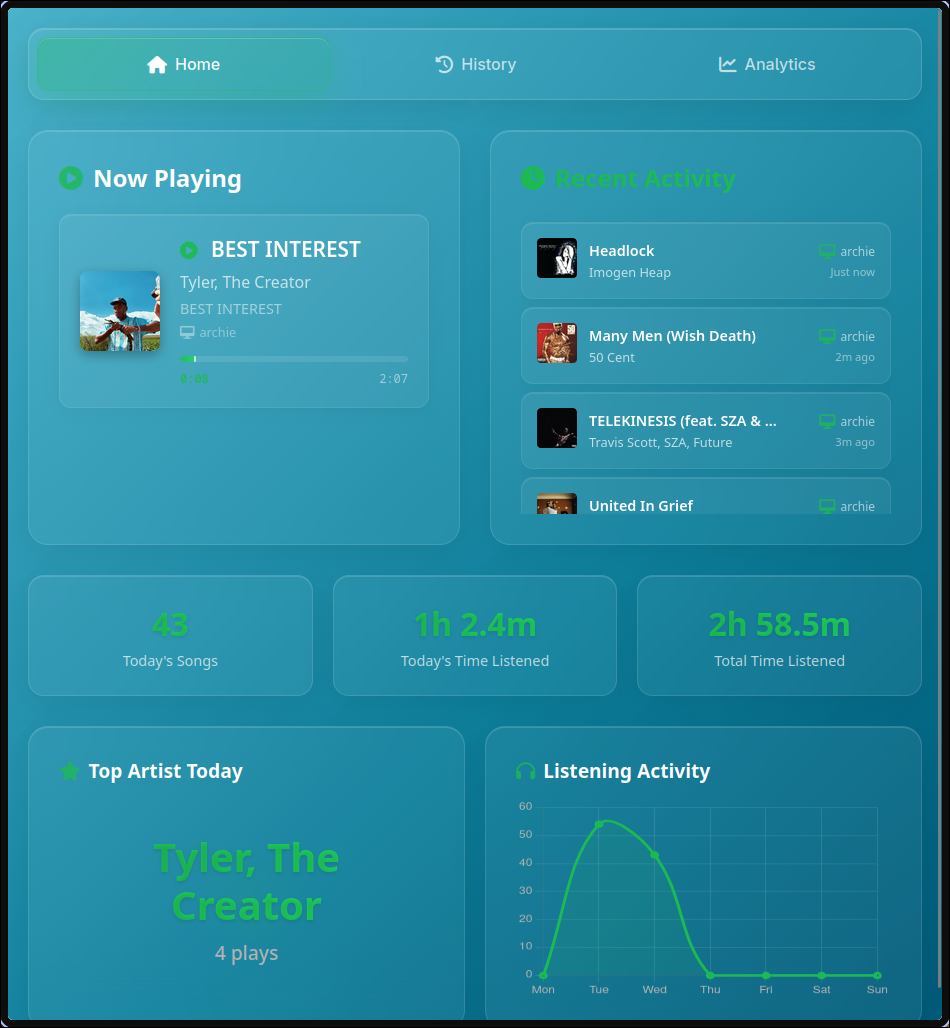 Home
History
Analytics
Now Playing
BEST INTEREST
Tyler, The Creator
BEST INTEREST
archie
0:08
2:07
Recent Activity
Headlock
archie
Imogen Heap
Just now
Many Men (Wish Death)
archie
50 Cent
2m ago
TELEKINESIS (feat. SZA & ...
archie
Travis Scott, SZA, Future
3m ago
United In Grief
archie
43
Today's Songs
1h 2.4m
Today's Time Listened
2h 58.5m
Total Time Listened
Top Artist Today
Tyler, The
Creator
4 plays
Listening Activity
60
50
40
30
20
10
0
Mon Tue Wed Thu Fri Sat Sun